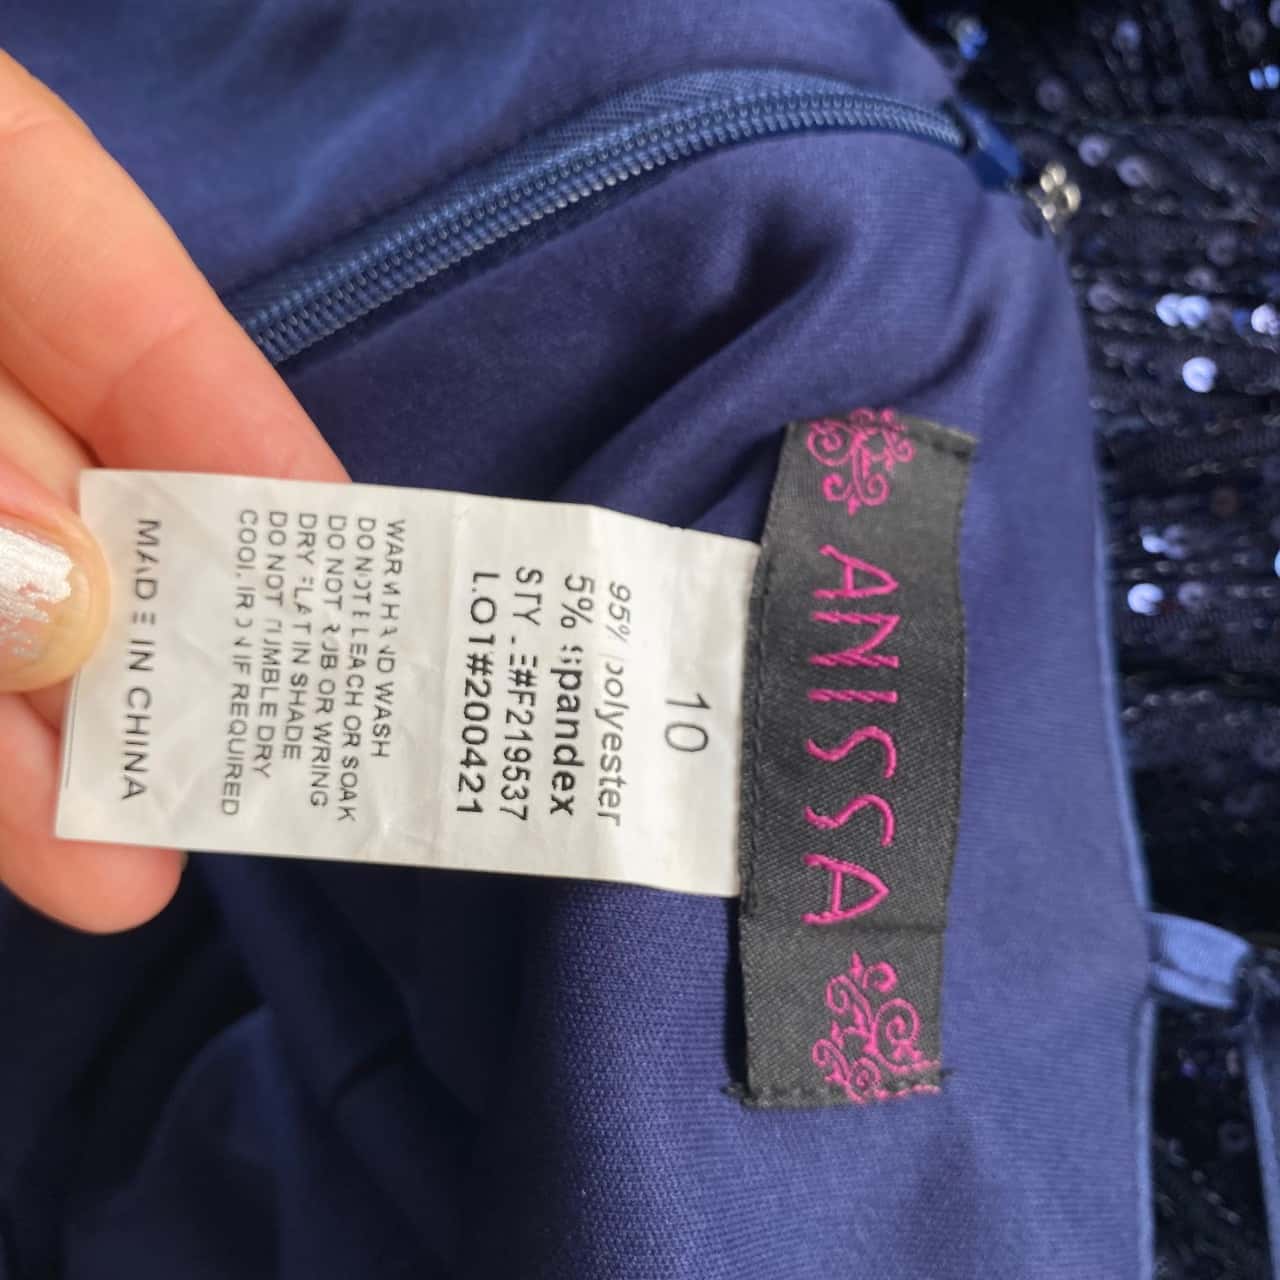 ANISSA
10
95% polyester
5% spandex
STYLE#F219537
LOT#200421
WARM HAND WASH
DO NOT BLEACH OR SOAK
DO NOT RUB OR WRING
DRY FLAT IN SHADE
DO NOT TUMBLE DRY
COOL IRON IF REQUIRED
MADE IN CHINA